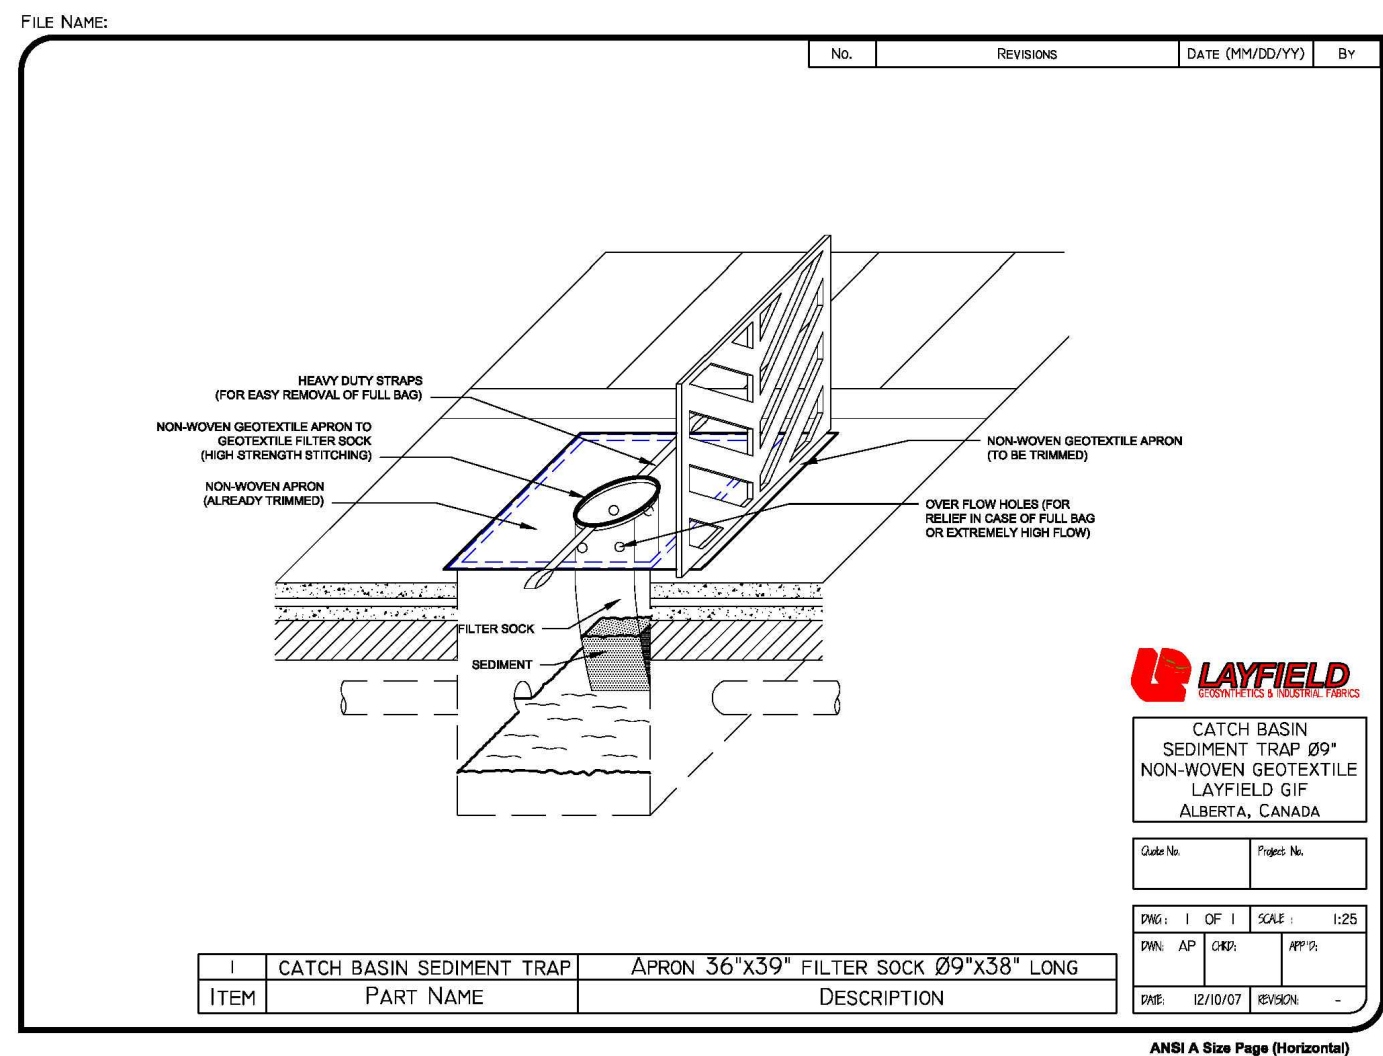 FILE NAME:
NO. REVISIONS DATE (MM/DD/YY) BY
HEAVY DUTY STRAPS
(FOR EASY REMOVAL OF FULL BAG)
NON-WOVEN GEOTEXTILE APRON TO
GEOTEXTILE FILTER SOCK
(HIGH STRENGTH STITCHING)
NON-WOVEN APRON
(ALREADY TRIMMED)
NON-WOVEN GEOTEXTILE APRON
(TO BE TRIMMED)
OVER FLOW HOLES (FOR
RELIEF IN CASE OF FULL BAG
OR EXTREMELY HIGH FLOW)
FILTER SOCK
SEDIMENT
LAYFIELD
GEOSYNTHETICS & INDUSTRIAL FABRICS
CATCH BASIN
SEDIMENT TRAP Ø9"
NON-WOVEN GEOTEXTILE
LAYFIELD GIF
ALBERTA, CANADA
Quote No. Project No.
DWG: 1 OF 1 SCALE: 1:25
DWN: AP CHKD: APP'D:
DATE: 12/10/07 REVISION: -
1 CATCH BASIN SEDIMENT TRAP APRON 36"X39" FILTER SOCK Ø9"X38" LONG
ITEM PART NAME DESCRIPTION
ANSI A Size Page (Horizontal)